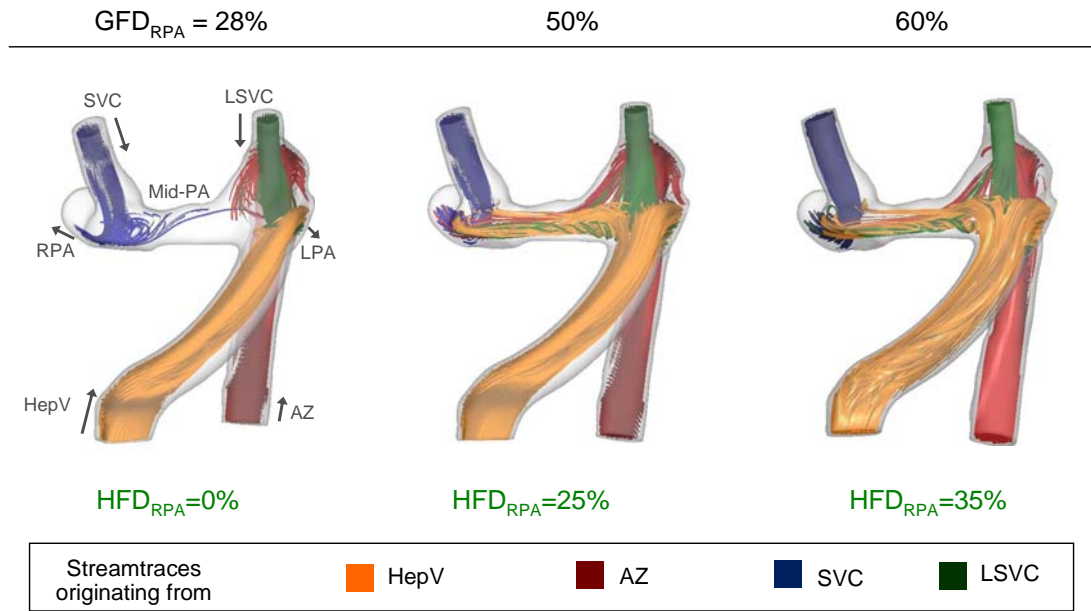 GFDRPA = 28% 50% 60%
SVC
LSVC
Mid-PA
RPA
LPA
HepV
AZ
HFDRPA=0% HFDRPA=25% HFDRPA=35%
Streamtraces
originating from
HepV AZ SVC LSVC